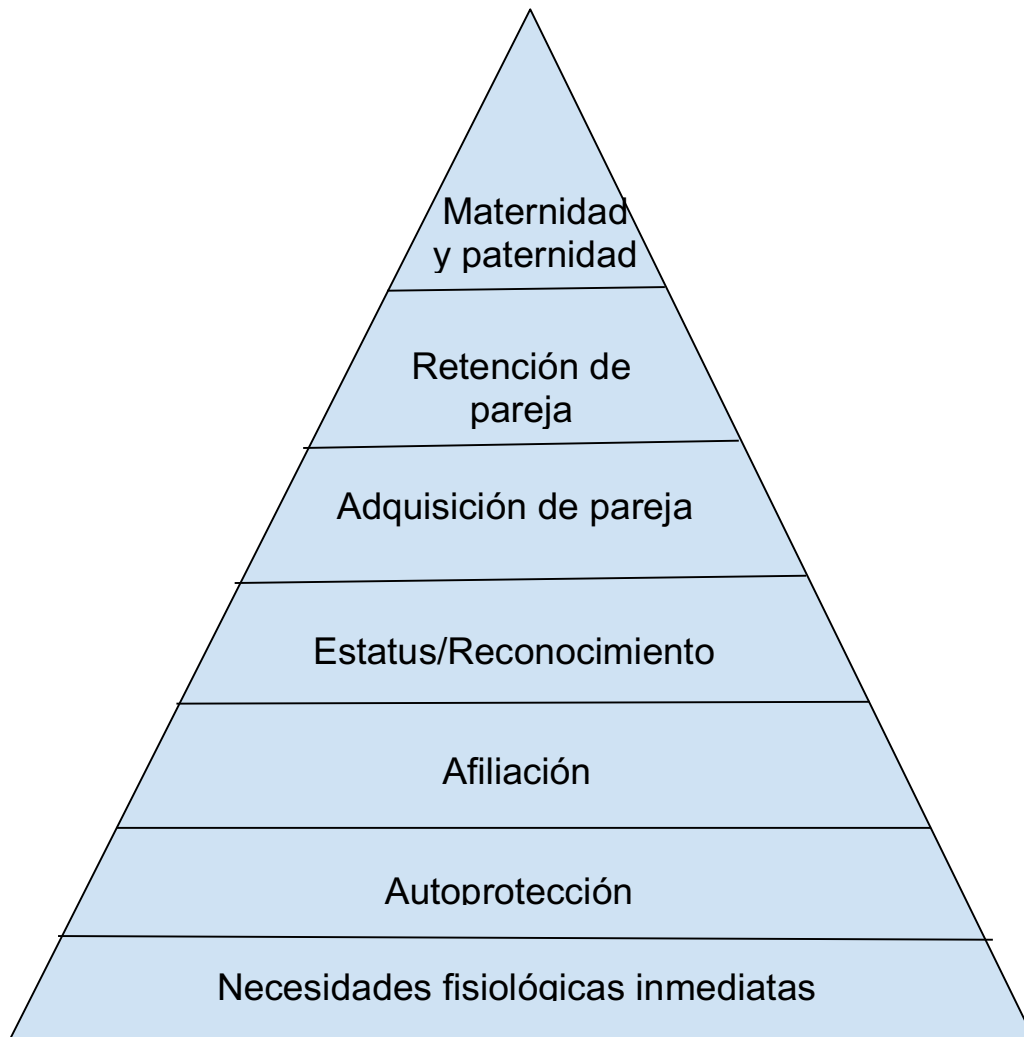 Maternidad
y paternidad
Retención de
pareja
Adquisición de pareja
Estatus/Reconocimiento
Afiliación
Autoprotección
Necesidades fisiológicas inmediatas